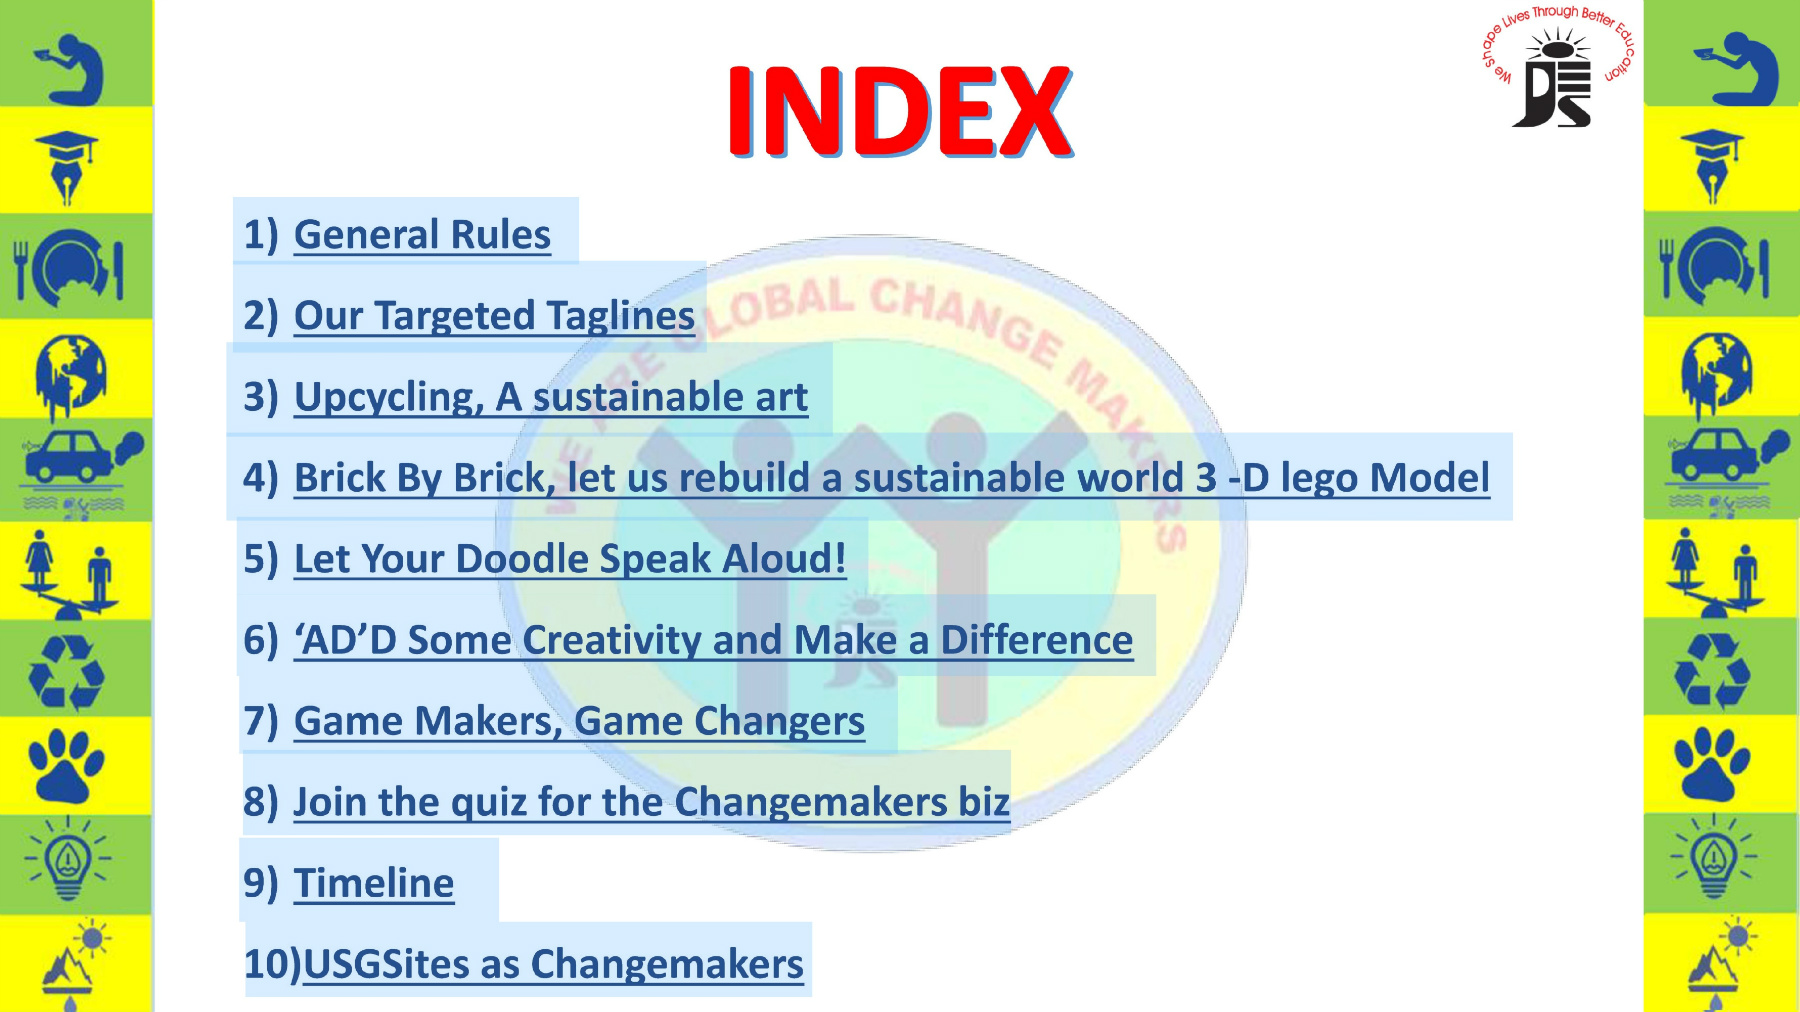 We Shape Lives Through Better Education
DES
INDEX
1) General Rules
2) Our Targeted Taglines
3) Upcycling, A sustainable art
4) Brick By Brick, let us rebuild a sustainable world 3 -D lego Model
5) Let Your Doodle Speak Aloud!
6) ‘AD’D Some Creativity and Make a Difference
7) Game Makers, Game Changers
8) Join the quiz for the Changemakers biz
9) Timeline
10)USGSites as Changemakers
WE ARE GLOBAL CHANGE MAKERS
DES